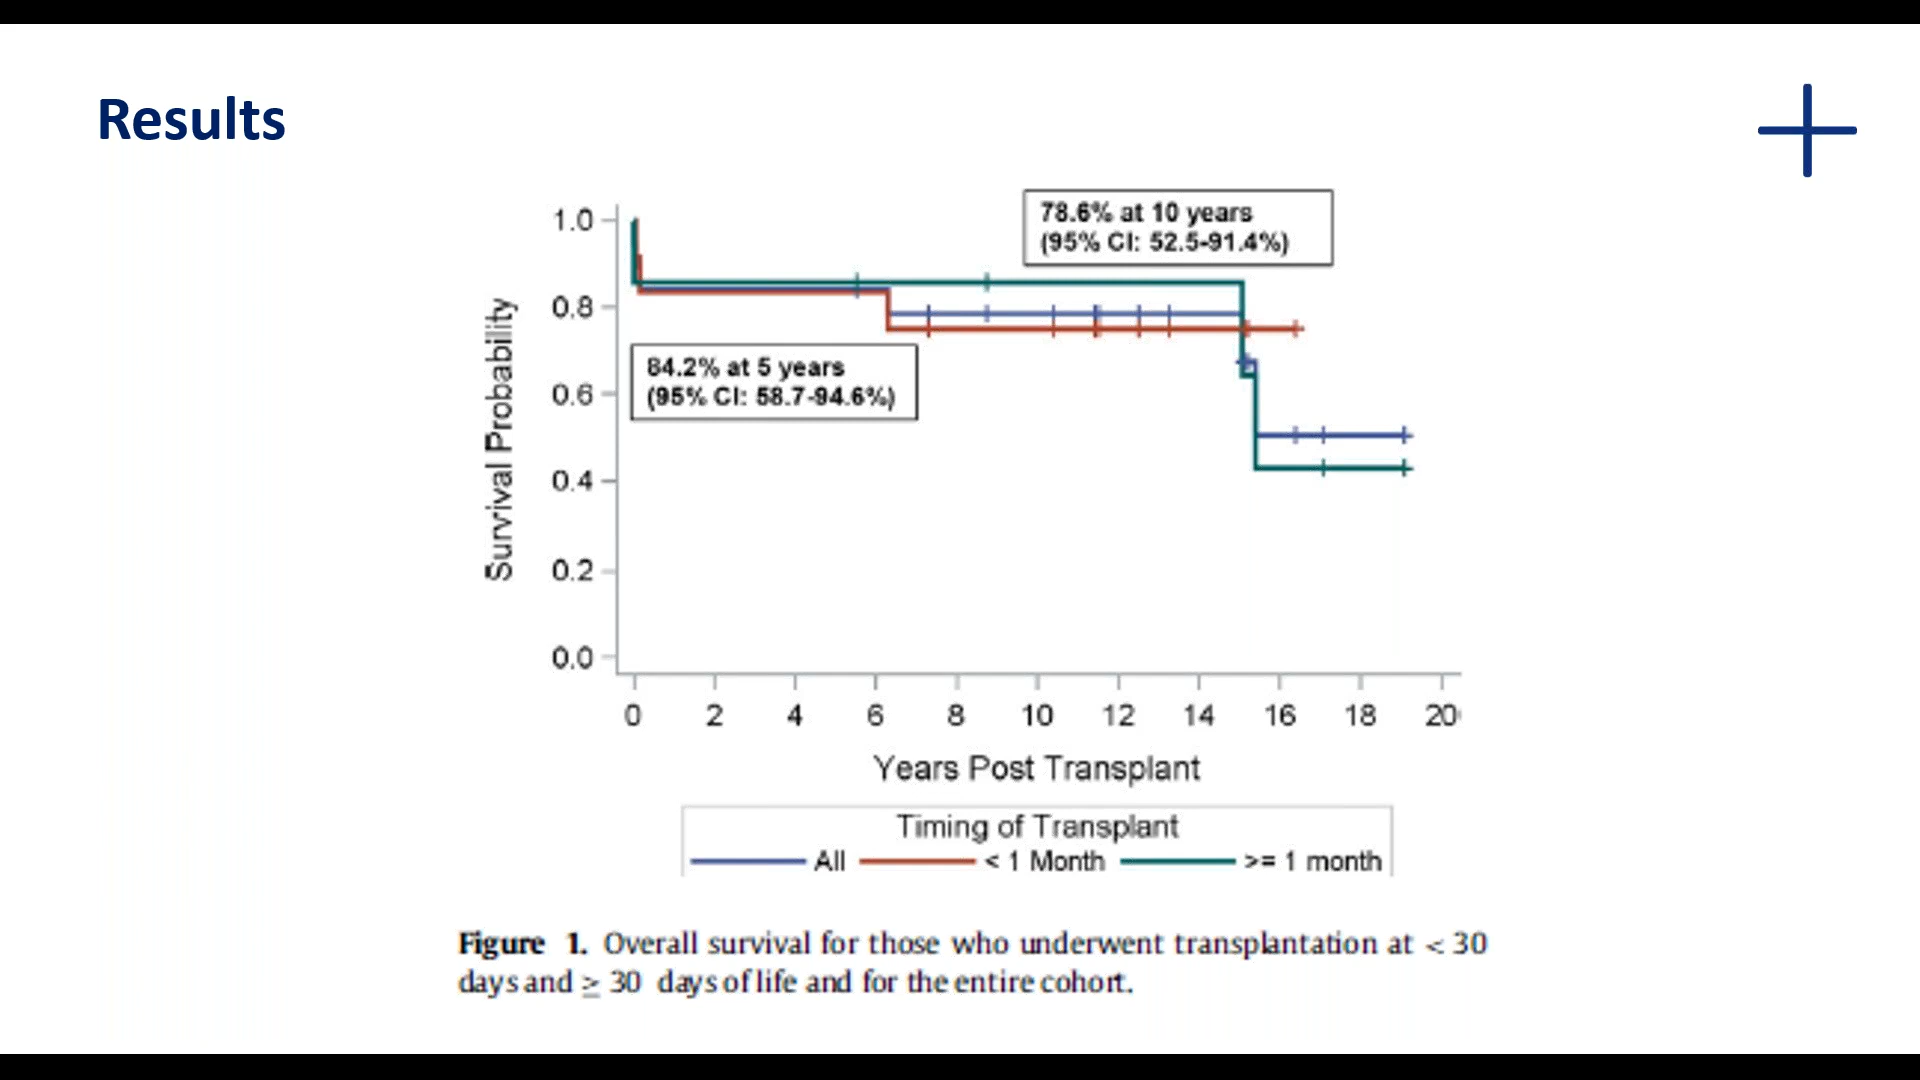 Results
78.6% at 10 years
(95% CI: 52.5-91.4%)
84.2% at 5 years
(95% CI: 58.7-94.6%)
Survival Probability
1.0
0.8
0.6
0.4
0.2
0.0
0 2 4 6 8 10 12 14 16 18 20
Years Post Transplant
Timing of Transplant
All < 1 Month >= 1 month
Figure 1. Overall survival for those who underwent transplantation at < 30
days and ≥ 30 days of life and for the entire cohort.